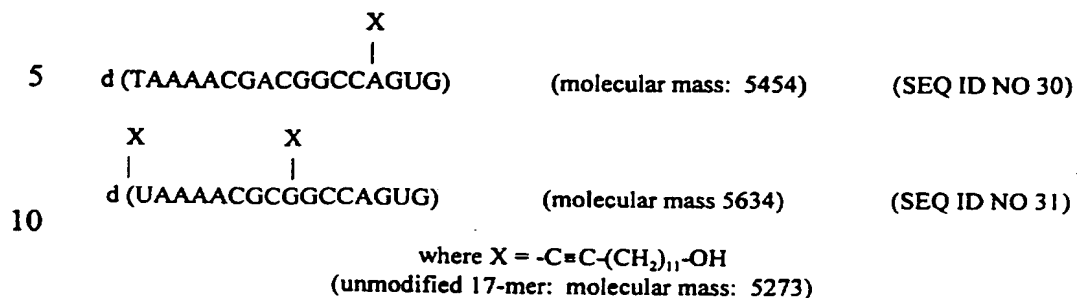 X
|
5 d (TAAAACGACGGCCAGUG) (molecular mass: 5454) (SEQ ID NO 30)
X X
| |
d (UAAAACGCGGCCAGUG) (molecular mass 5634) (SEQ ID NO 31)
10
where X = -C≡C-(CH₂)₁₁-OH
(unmodified 17-mer: molecular mass: 5273)